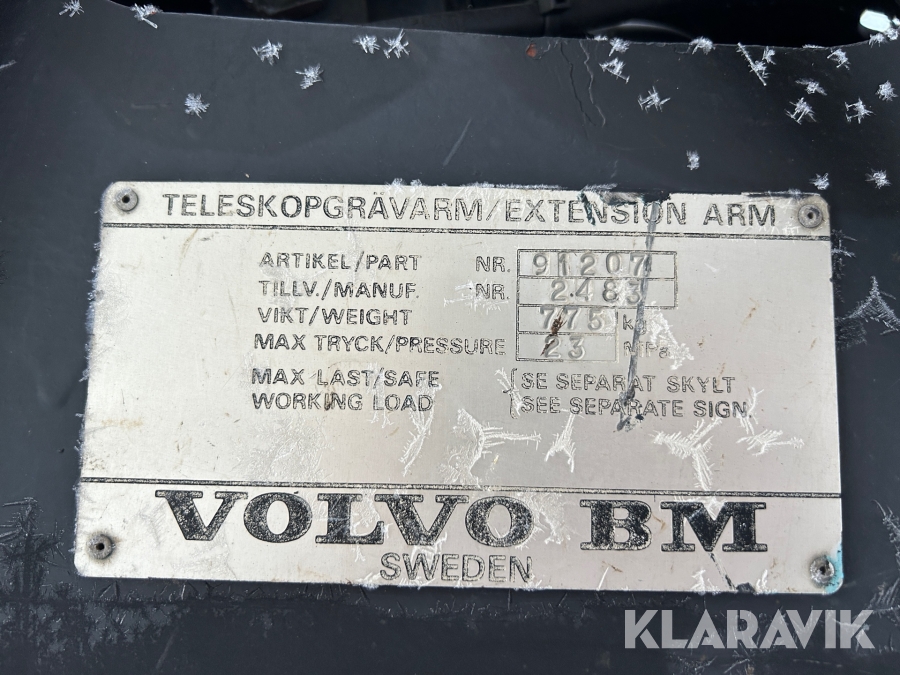 TELESKOPGRÄVARM/EXTENSION ARM
ARTIKEL/PART NR. 91207
TILLV./MANUF. NR. 2483
VIKT/WEIGHT 775 kg
MAX TRYCK/PRESSURE 23 MPa
MAX LAST/SAFE SE SEPARAT SKYLT
WORKING LOAD SEE SEPARATE SIGN.
VOLVO BM
SWEDEN
KLARAVIK